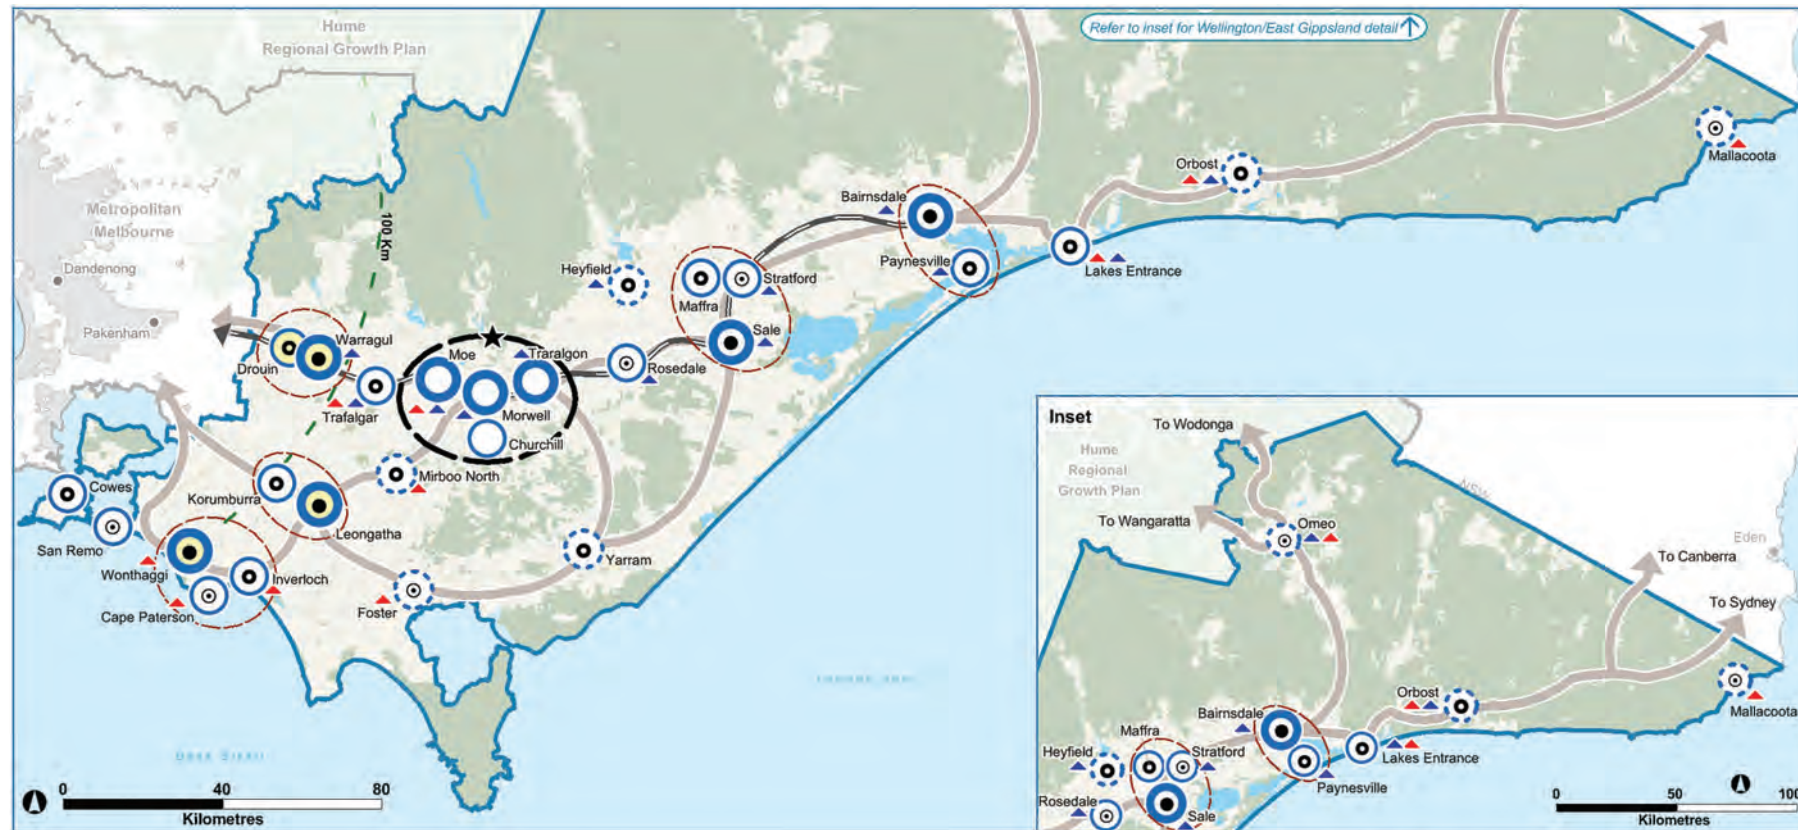 Hume
Regional Growth Plan
Refer to inset for Wellington/East Gippsland detail
Metropolitan
Melbourne
100 Km
Dandenong
Pakenham
Mallacoota
Orbost
Bairnsdale
Paynesville
Lakes Entrance
Heyfield
Maffra
Stratford
Sale
Warragul
Drouin
Moe
Traralgon
Rosedale
Trafalgar
Morwell
Churchill
Mirboo North
Cowes
Korumburra
Leongatha
San Remo
Wonthaggi
Inverloch
Cape Paterson
Foster
Yarram
0 40 80
Kilometres
Inset
To Wodonga
Hume
Regional
Growth Plan
NSW
To Wangaratta
Omeo
Eden
To Canberra
To Sydney
Orbost
Mallacoota
Bairnsdale
Maffra
Stratford
Heyfield
Lakes Entrance
Paynesville
Rosedale
Sale
0 50 100
Kilometres